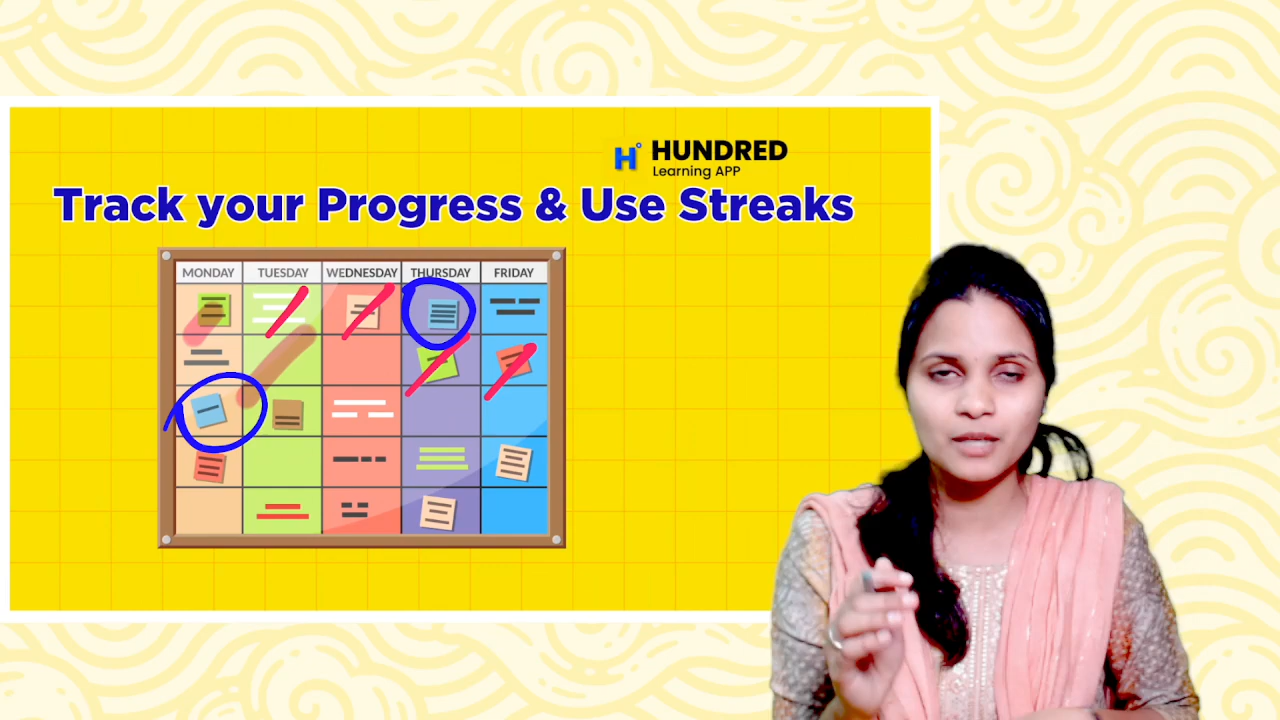 H° HUNDRED
Learning APP
Track your Progress & Use Streaks
MONDAY TUESDAY WEDNESDAY THURSDAY FRIDAY